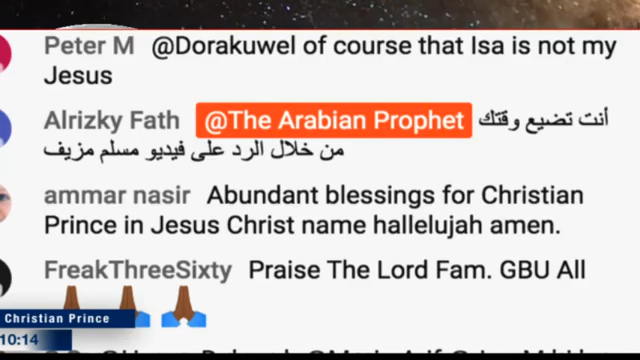 Peter M @Dorakuwel of course that Isa is not my
Jesus
Alrizky Fath @The Arabian Prophet أنت تضيع وقتك
من خلال الرد على فيديو مسلم مزيف
ammar nasir Abundant blessings for Christian
Prince in Jesus Christ name hallelujah amen.
FreakThreeSixty Praise The Lord Fam. GBU All
Christian Prince
10:14